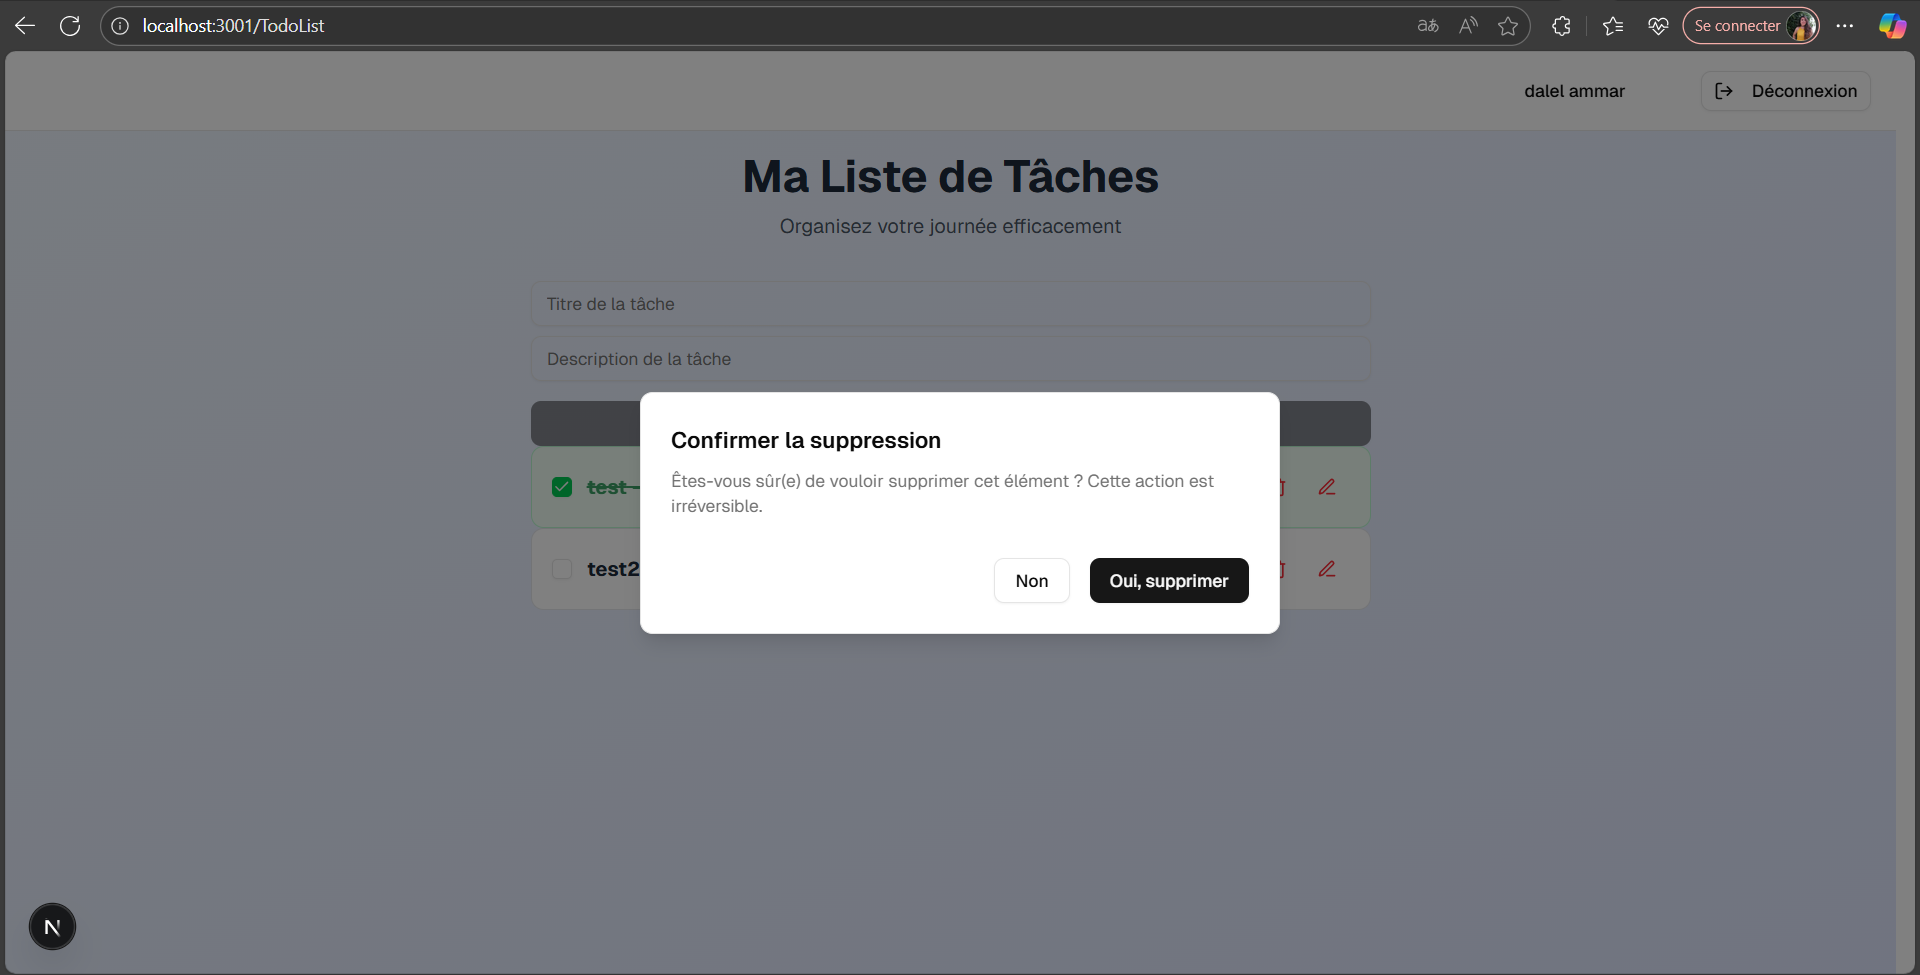 localhost:3001/TodoList
Se connecter
dalel ammar
Déconnexion
Ma Liste de Tâches
Organisez votre journée efficacement
Titre de la tâche
Description de la tâche
Confirmer la suppression
Êtes-vous sûr(e) de vouloir supprimer cet élément ? Cette action est
irréversible.
test -
test2
Non
Oui, supprimer
N